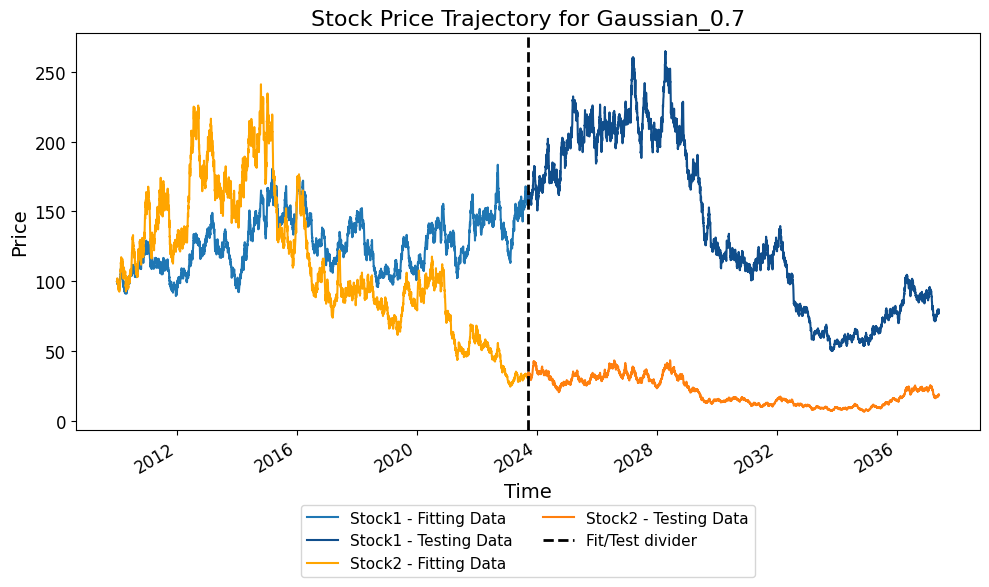 Stock Price Trajectory for Gaussian_0.7
Price
250
200
150
100
50
0
2012 2016 2020 2024 2028 2032 2036
Time
Stock1 - Fitting Data
Stock1 - Testing Data
Stock2 - Fitting Data
Stock2 - Testing Data
Fit/Test divider